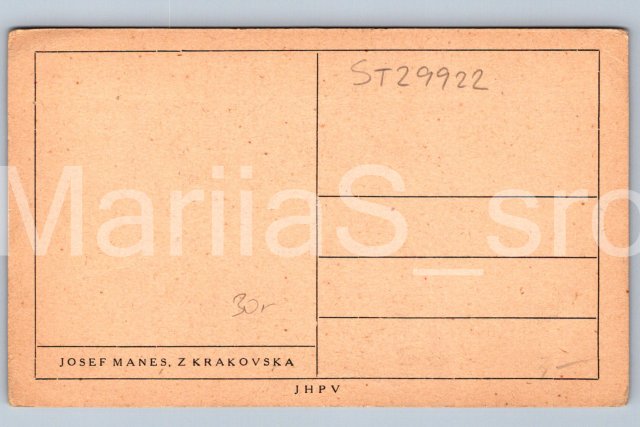 ST29922
MariiaS_sro
30r
JOSEF MANES, Z KRAKOVSKA
JHPV